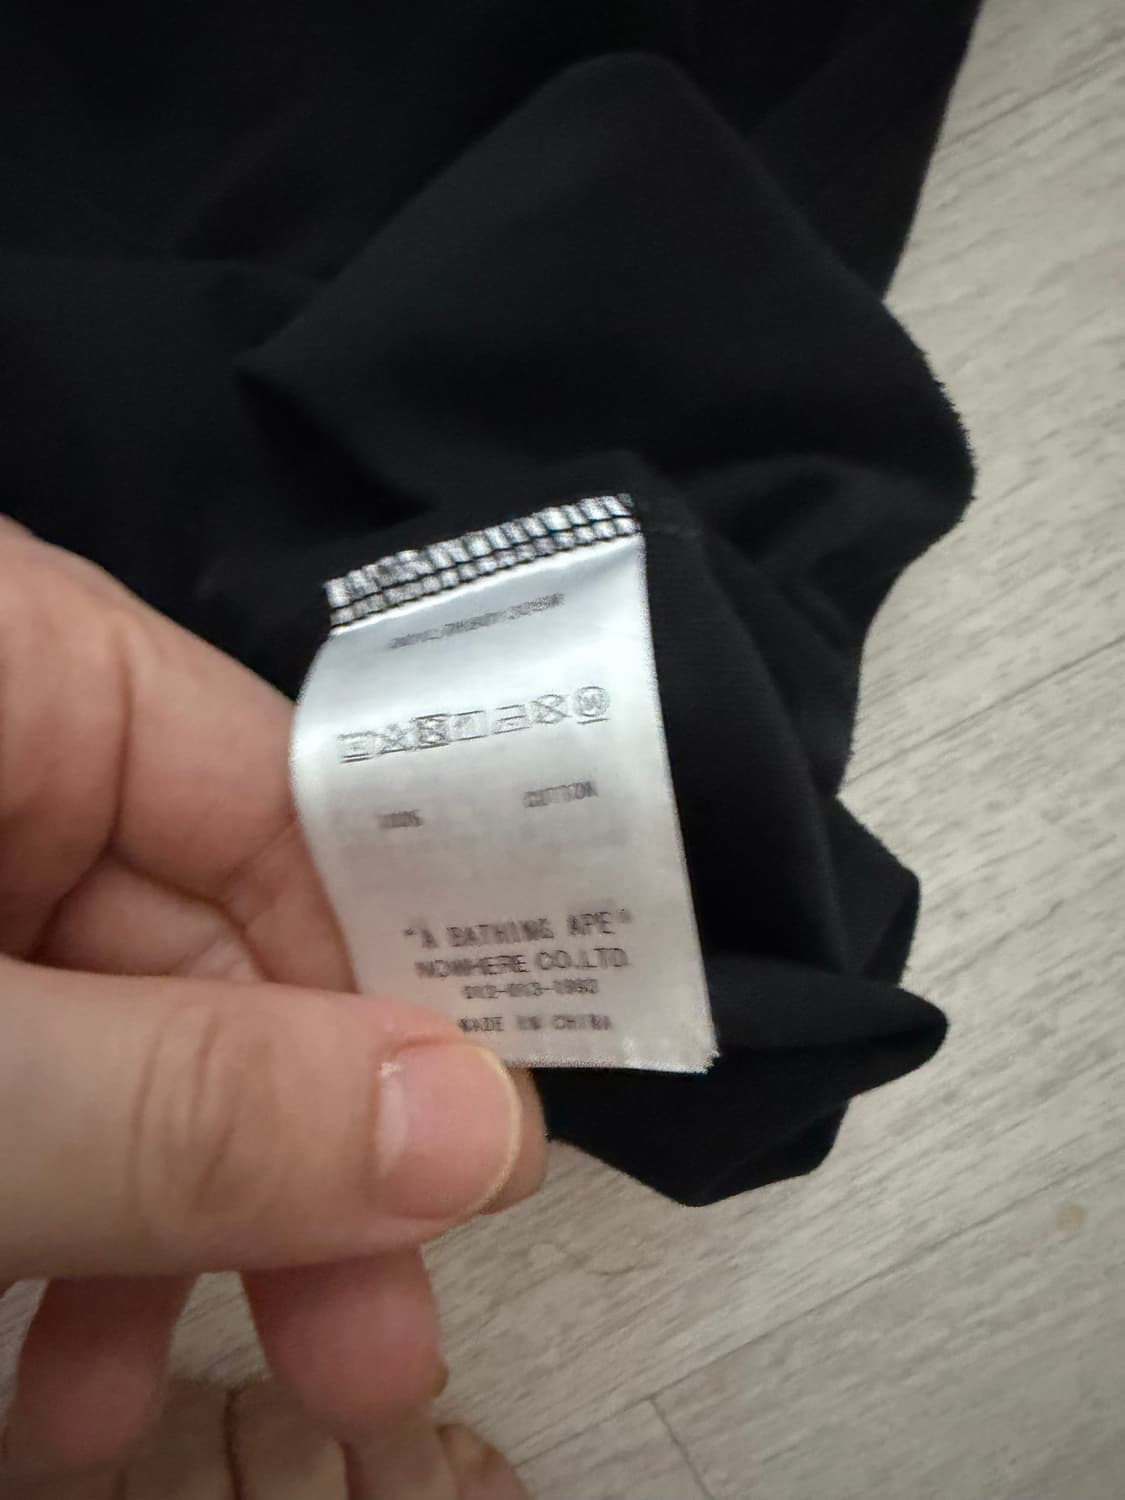 100% COTTON
"A BATHING APE"
NOWHERE CO.LTD.
MADE IN CHINA